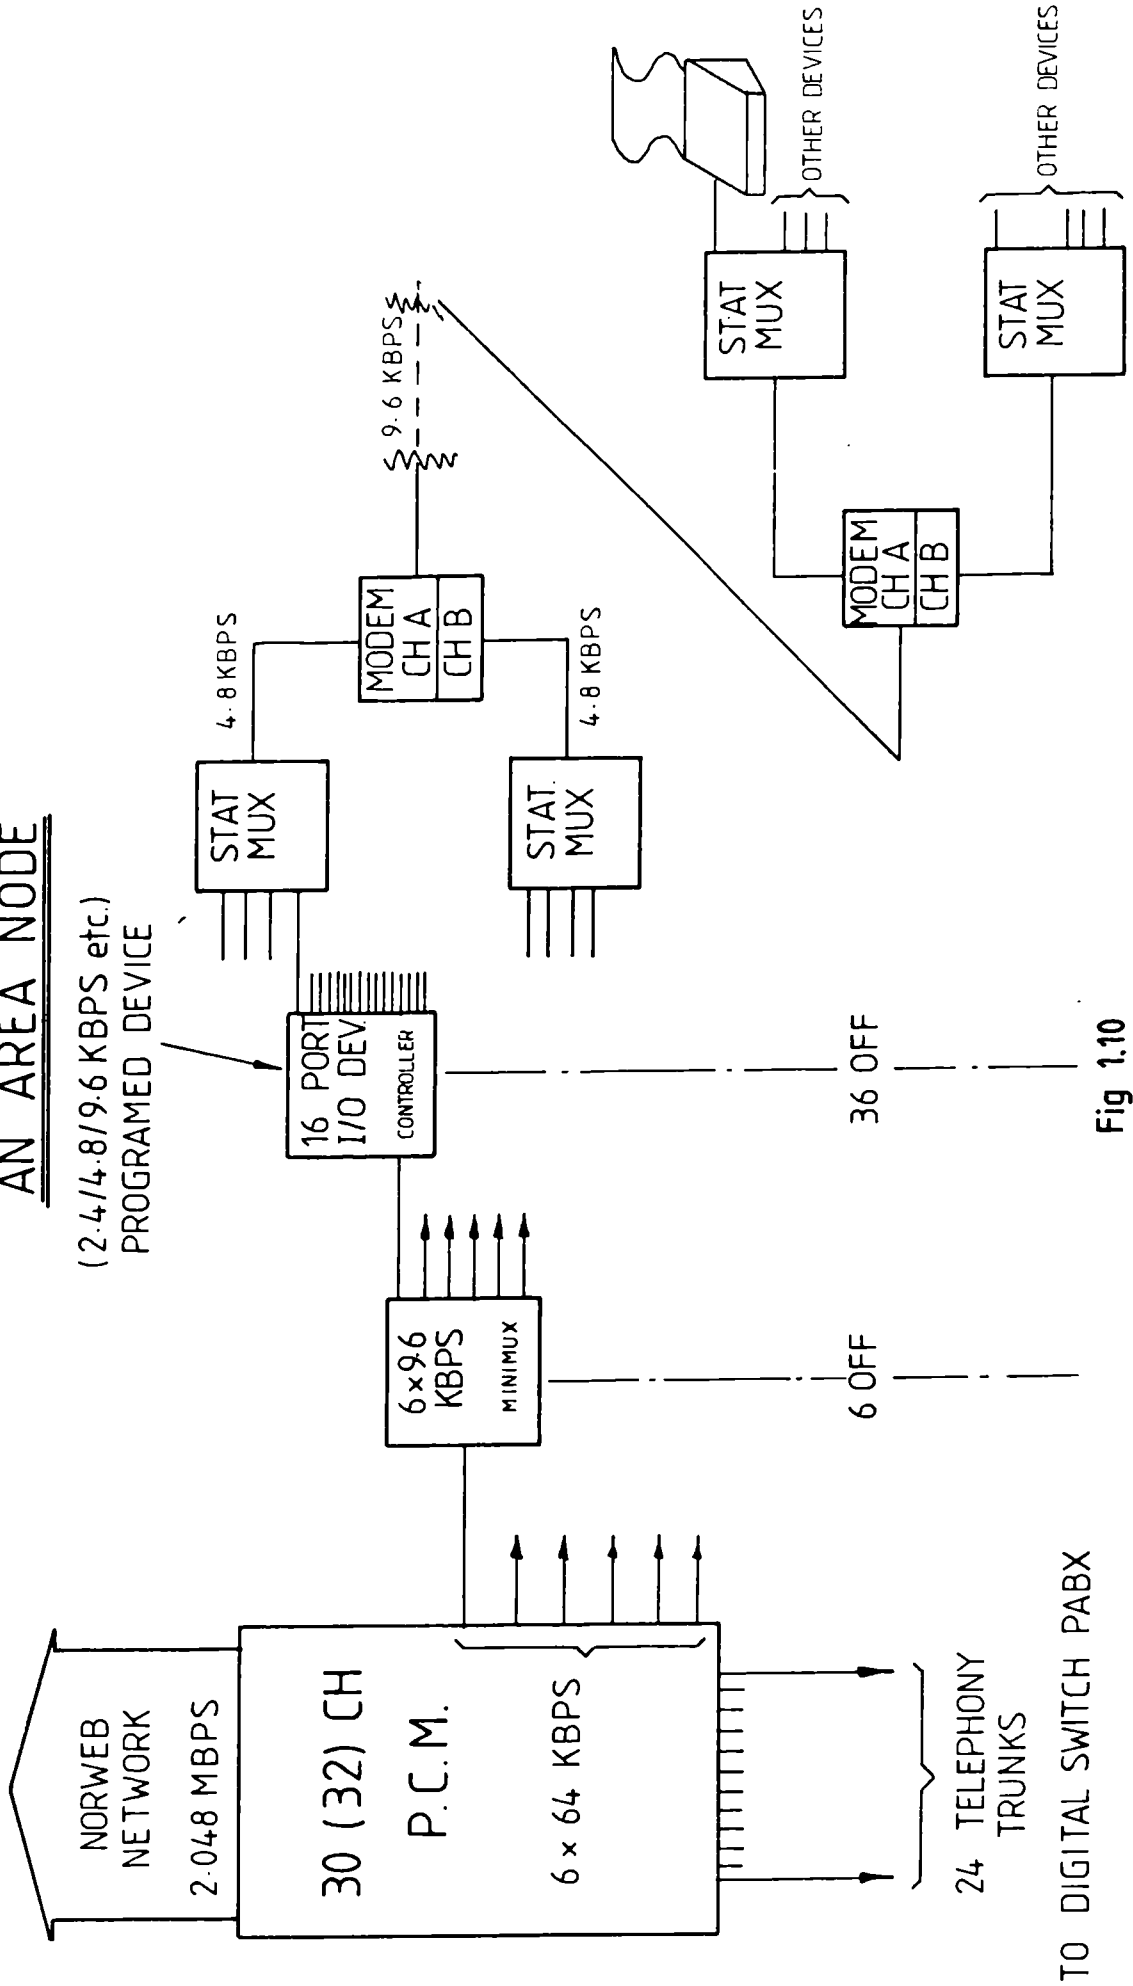 AN AREA NODE
(2.4/4.8/9.6 KBPS etc.)
PROGRAMED DEVICE
NORWEB
NETWORK
2.048 MBPS
30 (32) CH
P.C.M.
6 x 64 KBPS
24 TELEPHONY
TRUNKS
TO DIGITAL SWITCH PABX
6x9.6
KBPS
MINIMUX
6 OFF
16 PORT
I/O DEV.
CONTROLLER
36 OFF
STAT
MUX
4.8 KBPS
STAT.
MUX
4.8 KBPS
MODEM
CH A
CH B
9.6 KBPS
MODEM
CH A
CH B
STAT
MUX
OTHER DEVICES
STAT
MUX
OTHER DEVICES
Fig 1.10